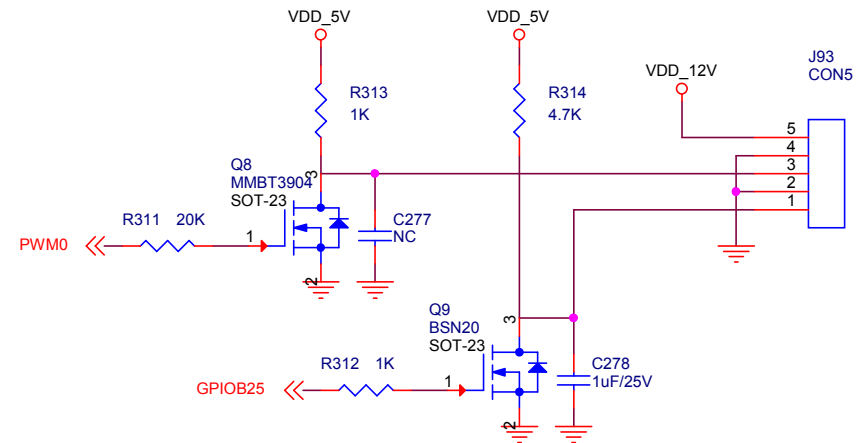 VDD_5V
VDD_5V
J93
CON5
VDD_12V
R313
1K
R314
4.7K
5
4
3
2
1
Q8
MMBT3904
SOT-23
3
R311 20K
C277
NC
PWM0
1
2
Q9
BSN20
SOT-23
3
R312 1K
C278
1uF/25V
GPIOB25
1
2